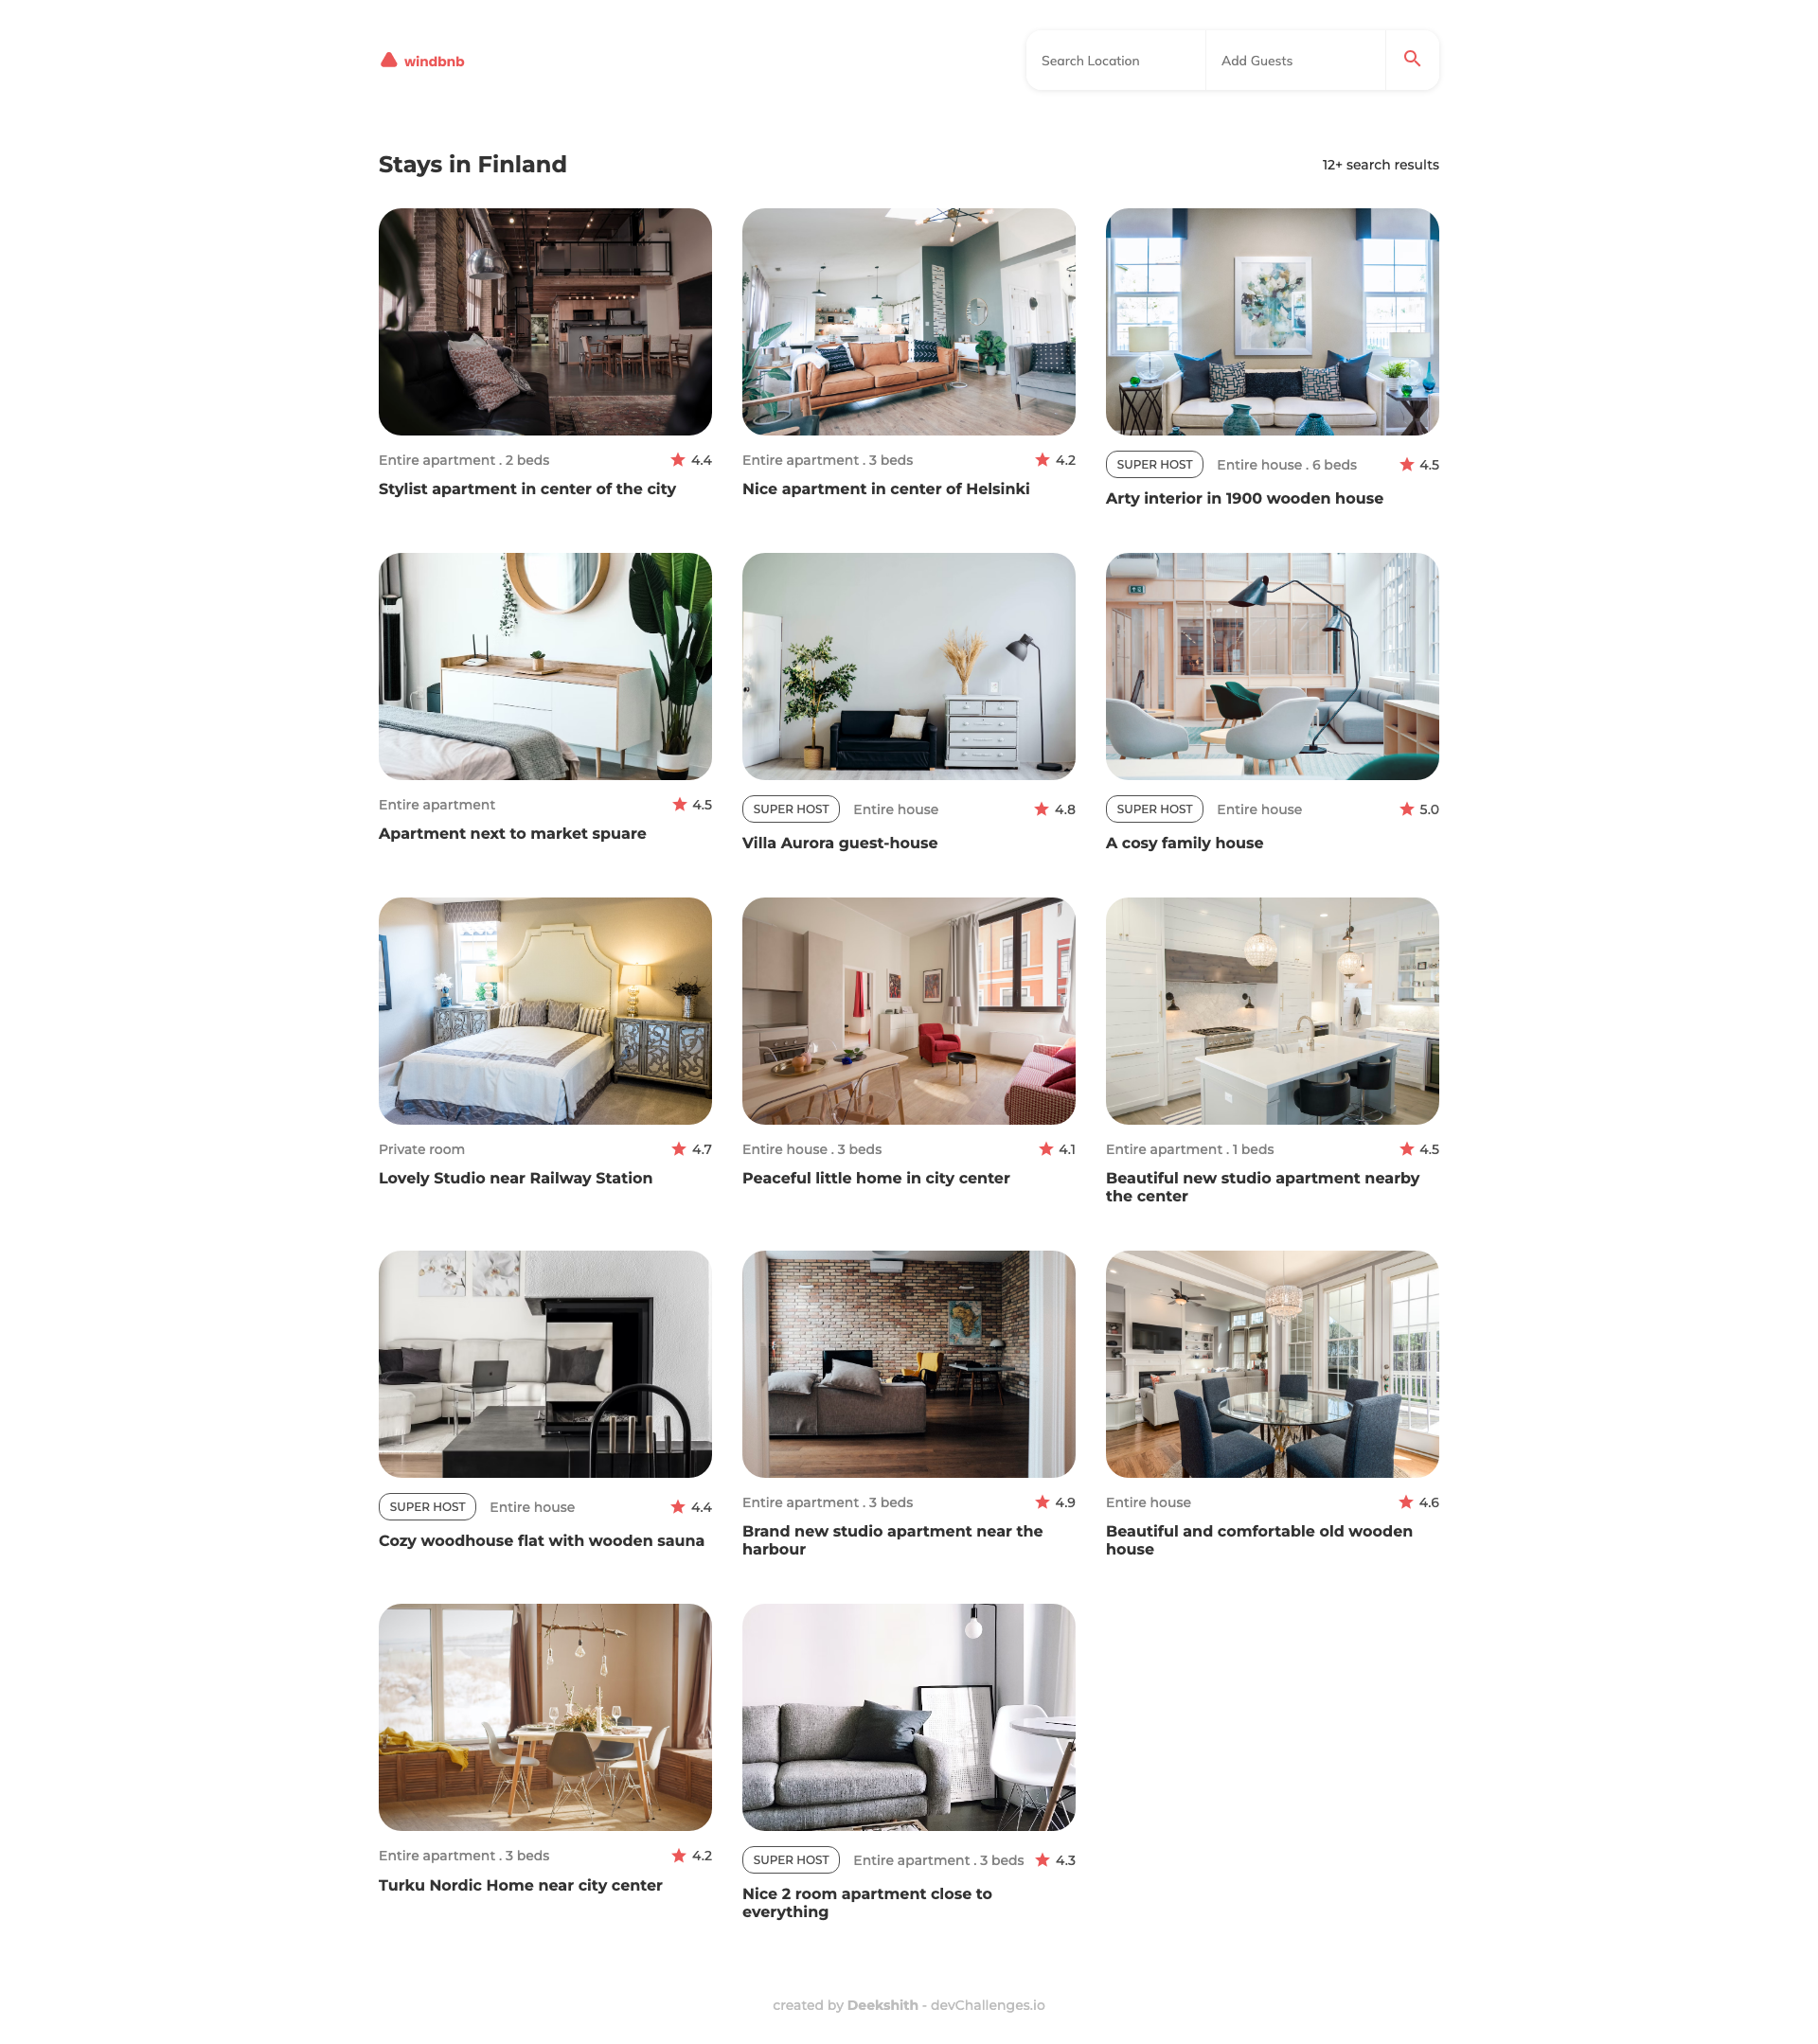 windbnb
Search Location
Add Guests
Stays in Finland
12+ search results
Entire apartment . 2 beds
4.4
Stylist apartment in center of the city
Entire apartment . 3 beds
4.2
Nice apartment in center of Helsinki
SUPER HOST
Entire house . 6 beds
4.5
Arty interior in 1900 wooden house
Entire apartment
4.5
Apartment next to market spuare
SUPER HOST
Entire house
4.8
Villa Aurora guest-house
SUPER HOST
Entire house
5.0
A cosy family house
Private room
4.7
Lovely Studio near Railway Station
Entire house . 3 beds
4.1
Peaceful little home in city center
Entire apartment . 1 beds
4.5
Beautiful new studio apartment nearby
the center
SUPER HOST
Entire house
4.4
Cozy woodhouse flat with wooden sauna
Entire apartment . 3 beds
4.9
Brand new studio apartment near the
harbour
Entire house
4.6
Beautiful and comfortable old wooden
house
Entire apartment . 3 beds
4.2
Turku Nordic Home near city center
SUPER HOST
Entire apartment . 3 beds
4.3
Nice 2 room apartment close to
everything
created by Deekshith - devChallenges.io